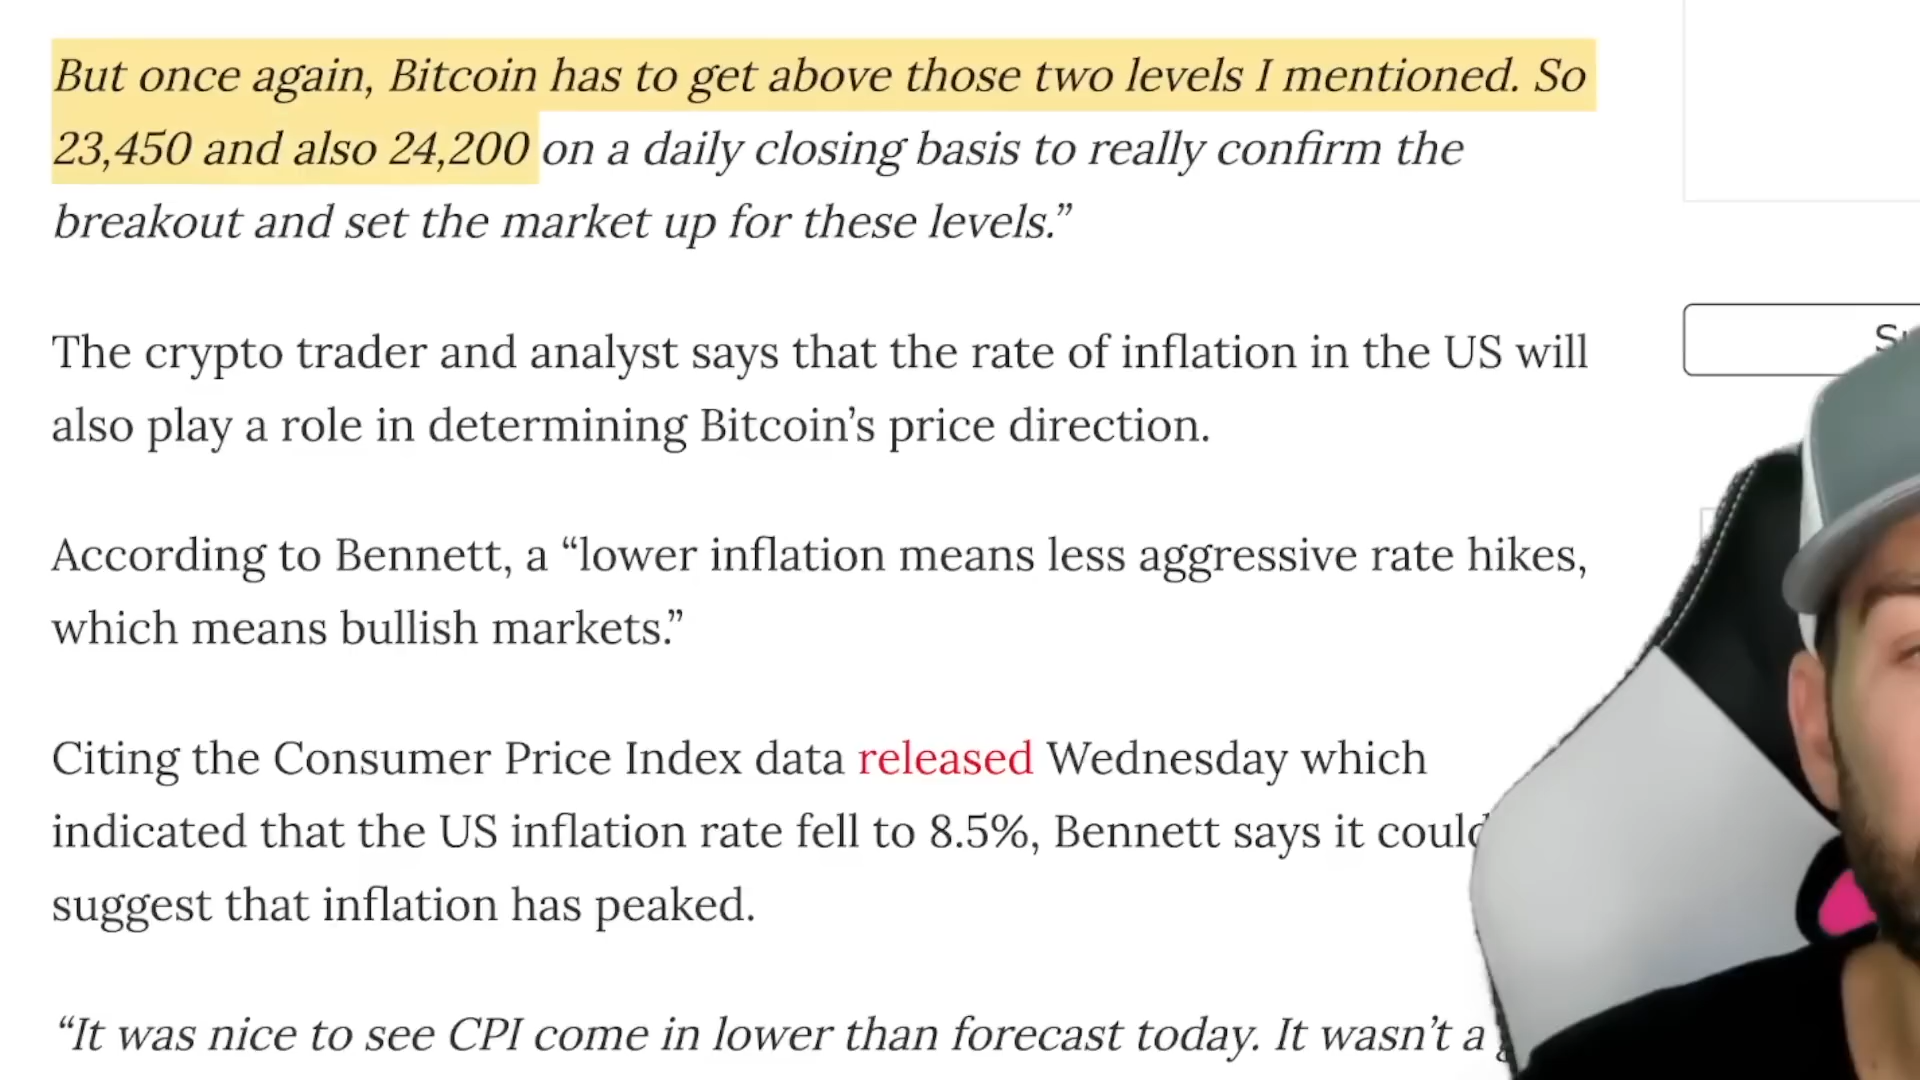 But once again, Bitcoin has to get above those two levels I mentioned. So
23,450 and also 24,200 on a daily closing basis to really confirm the
breakout and set the market up for these levels.”
The crypto trader and analyst says that the rate of inflation in the US will
also play a role in determining Bitcoin’s price direction.
According to Bennett, a “lower inflation means less aggressive rate hikes,
which means bullish markets.”
Citing the Consumer Price Index data released Wednesday which
indicated that the US inflation rate fell to 8.5%, Bennett says it could
suggest that inflation has peaked.
“It was nice to see CPI come in lower than forecast today. It wasn’t a